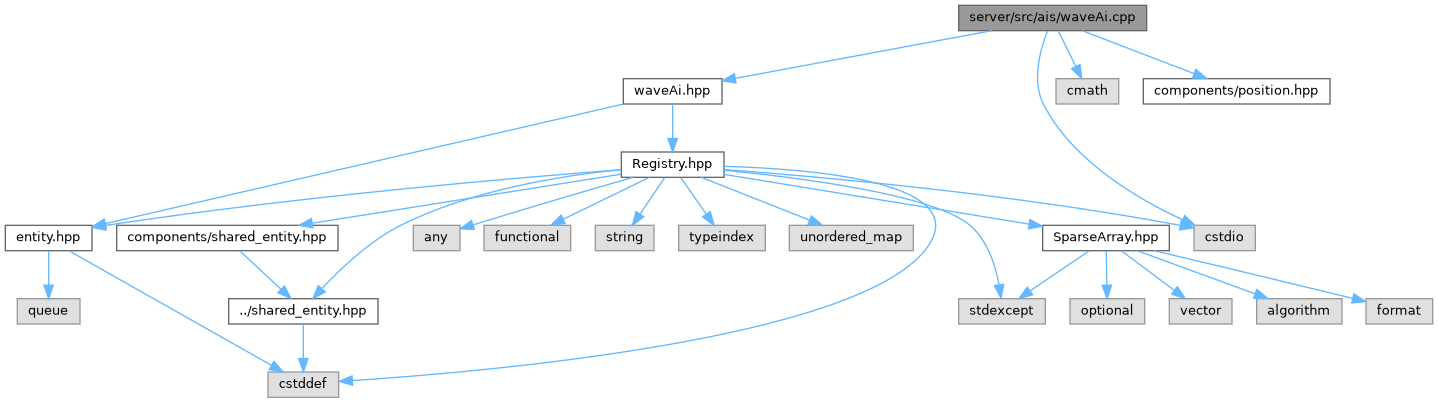 server/src/ais/waveAi.cpp
waveAi.hpp
cmath
components/position.hpp
Registry.hpp
entity.hpp
components/shared_entity.hpp
any
functional
string
typeindex
unordered_map
SparseArray.hpp
cstdio
queue
../shared_entity.hpp
stdexcept
optional
vector
algorithm
format
cstddef